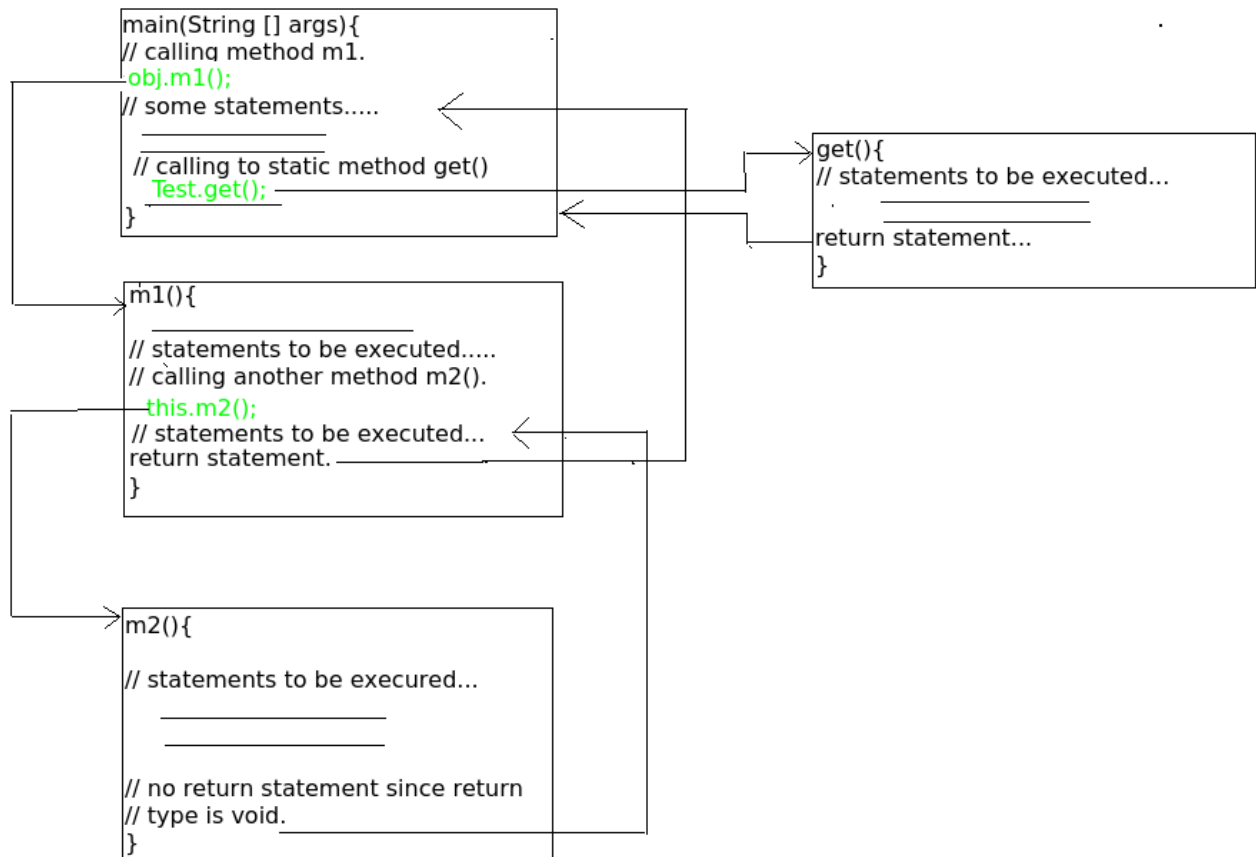 main(String [] args){
// calling method m1.
obj.m1();
// some statements.....
// calling to static method get()
Test.get();
}
get(){
// statements to be executed...
return statement...
}
m1(){
// statements to be executed.....
// calling another method m2().
this.m2();
// statements to be executed...
return statement.
}
m2(){
// statements to be execured...
// no return statement since return
// type is void.
}